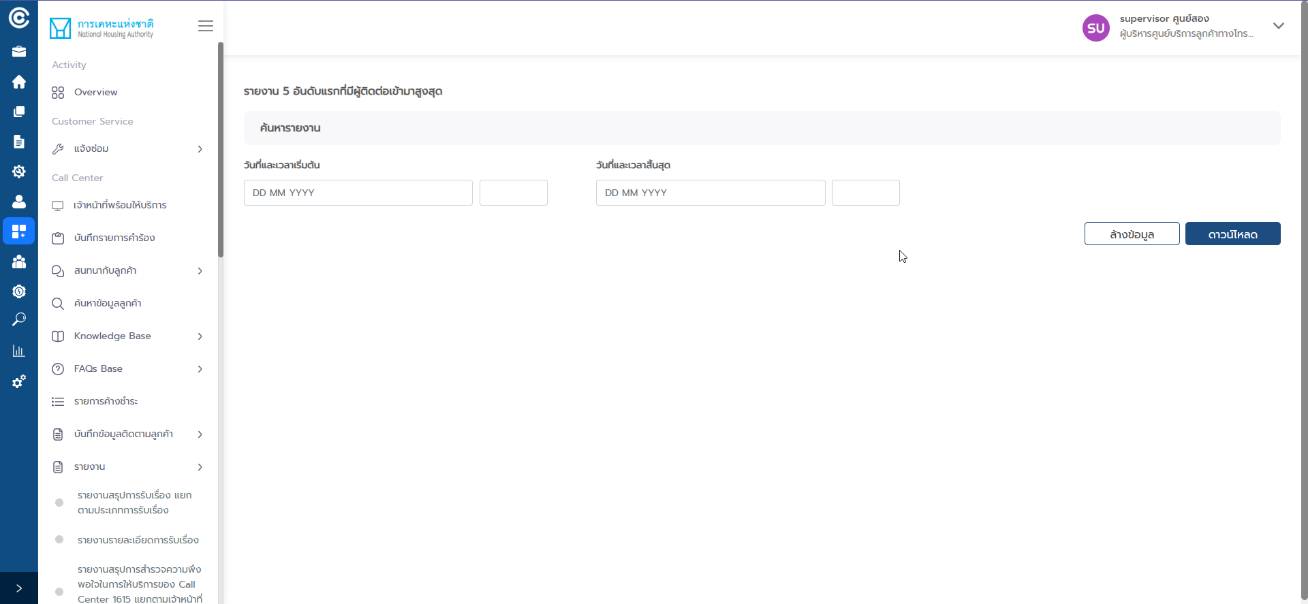 การเคหะแห่งชาติ
National Housing Authority
SU
supervisor ศูนย์สอง
ผู้บริหารศูนย์บริการลูกค้าทางโทร...
Activity
Overview
Customer Service
แจ้งซ่อม
Call Center
เจ้าหน้าที่พร้อมให้บริการ
บันทึกรายการคำร้อง
สนทนากับลูกค้า
ค้นหาข้อมูลลูกค้า
Knowledge Base
FAQs Base
รายการค้างชำระ
บันทึกข้อมูลติดตามลูกค้า
รายงาน
รายงานสรุปการรับเรื่อง แยก
ตามประเภทการรับเรื่อง
รายงานรายละเอียดการรับเรื่อง
รายงานสรุปการสำรวจความพึง
พอใจในการให้บริการของ Call
Center 1615 แยกตามเจ้าหน้าที่
รายงาน 5 อันดับแรกที่มีผู้ติดต่อเข้ามาสูงสุด
ค้นหารายงาน
วันที่และเวลาเริ่มต้น
วันที่และเวลาสิ้นสุด
DD MM YYYY
DD MM YYYY
ล้างข้อมูล
ดาวน์โหลด